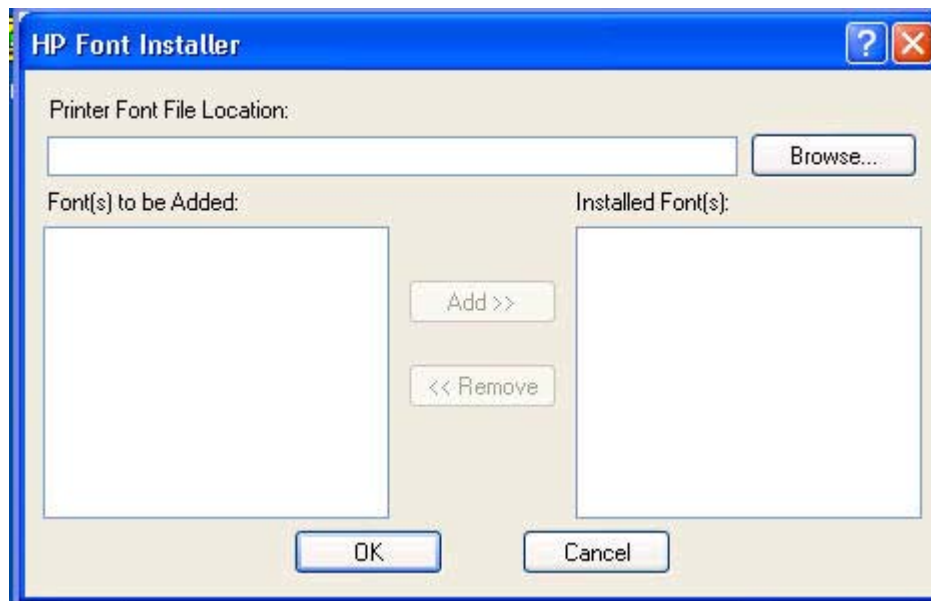 HP Font Installer
?
Printer Font File Location:
Browse...
Font(s) to be Added:
Installed Font(s):
Add >>
<< Remove
OK
Cancel